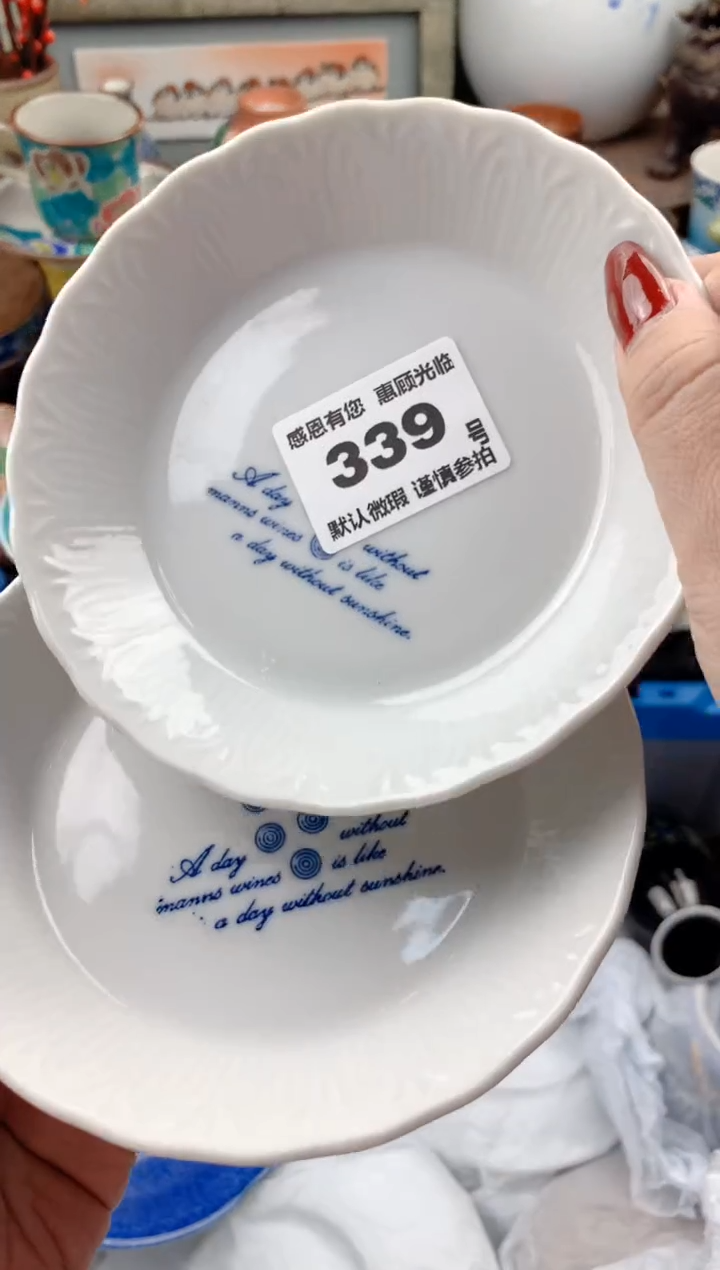 感恩有您 惠顾光临
339
号
默认微瑕 谨慎参拍
A day without
manns wines is like
a day without sunshine.
A day without
manns wines is like
a day without sunshine.